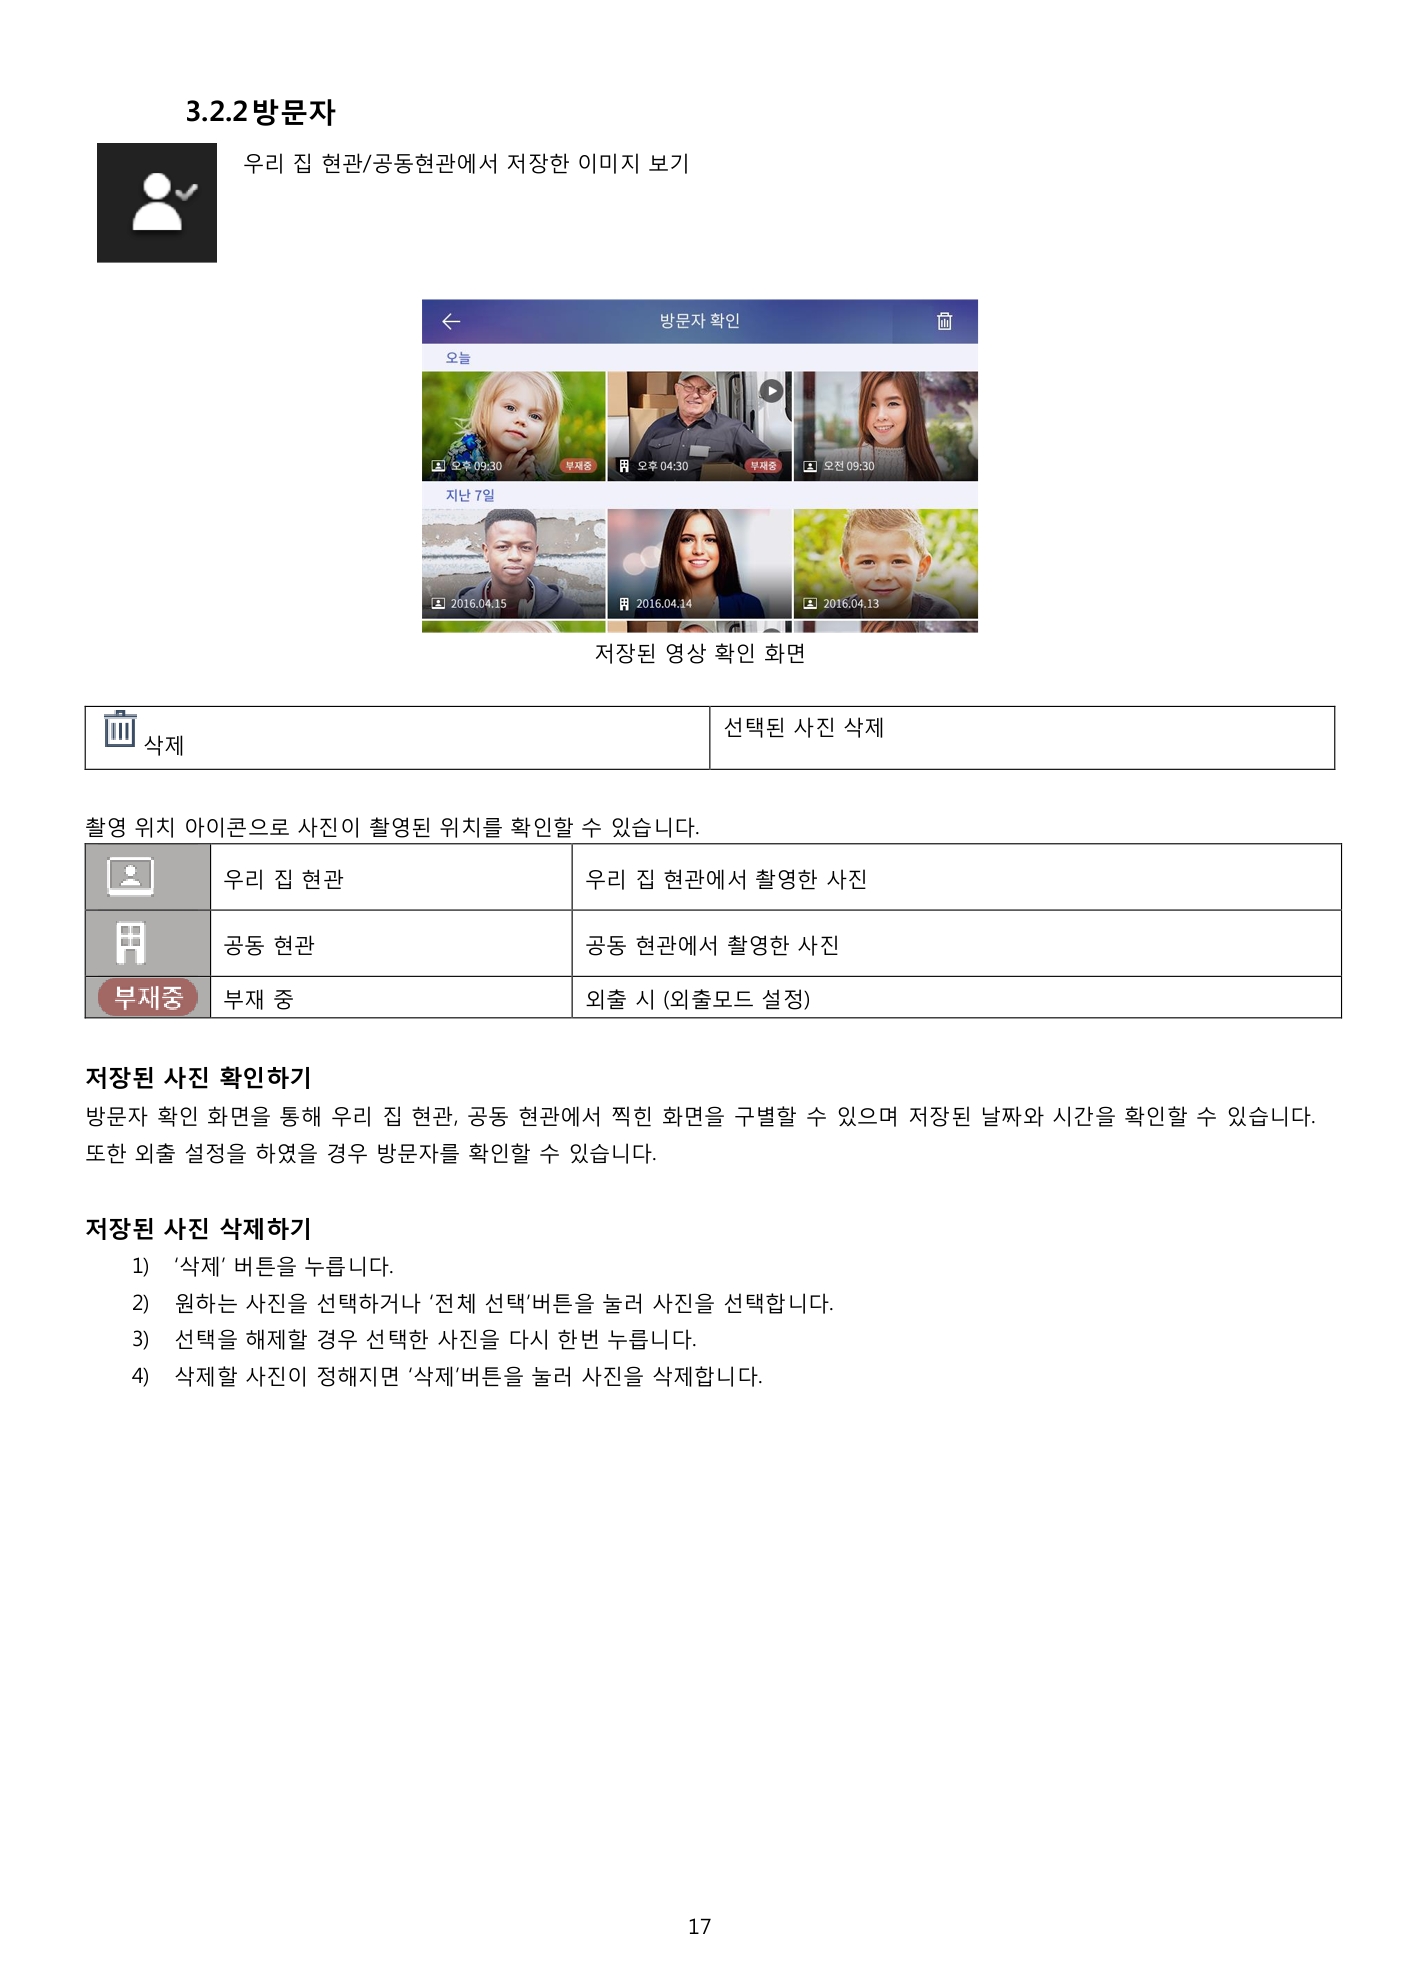 3.2.2방문자
우리 집 현관/공동현관에서 저장한 이미지 보기
방문자 확인
오늘
오후 09:30 부재중
오후 04:30 부재중
오전 09:30
지난 7일
2016.04.15
2016.04.14
2016.04.13
저장된 영상 확인 화면
삭제 선택된 사진 삭제
촬영 위치 아이콘으로 사진이 촬영된 위치를 확인할 수 있습니다.
우리 집 현관 우리 집 현관에서 촬영한 사진
공동 현관 공동 현관에서 촬영한 사진
부재중 부재 중 외출 시 (외출모드 설정)
저장된 사진 확인하기
방문자 확인 화면을 통해 우리 집 현관, 공동 현관에서 찍힌 화면을 구별할 수 있으며 저장된 날짜와 시간을 확인할 수 있습니다.
또한 외출 설정을 하였을 경우 방문자를 확인할 수 있습니다.
저장된 사진 삭제하기
1) ‘삭제’ 버튼을 누릅니다.
2) 원하는 사진을 선택하거나 ‘전체 선택’버튼을 눌러 사진을 선택합니다.
3) 선택을 해제할 경우 선택한 사진을 다시 한번 누릅니다.
4) 삭제할 사진이 정해지면 ‘삭제’버튼을 눌러 사진을 삭제합니다.
17